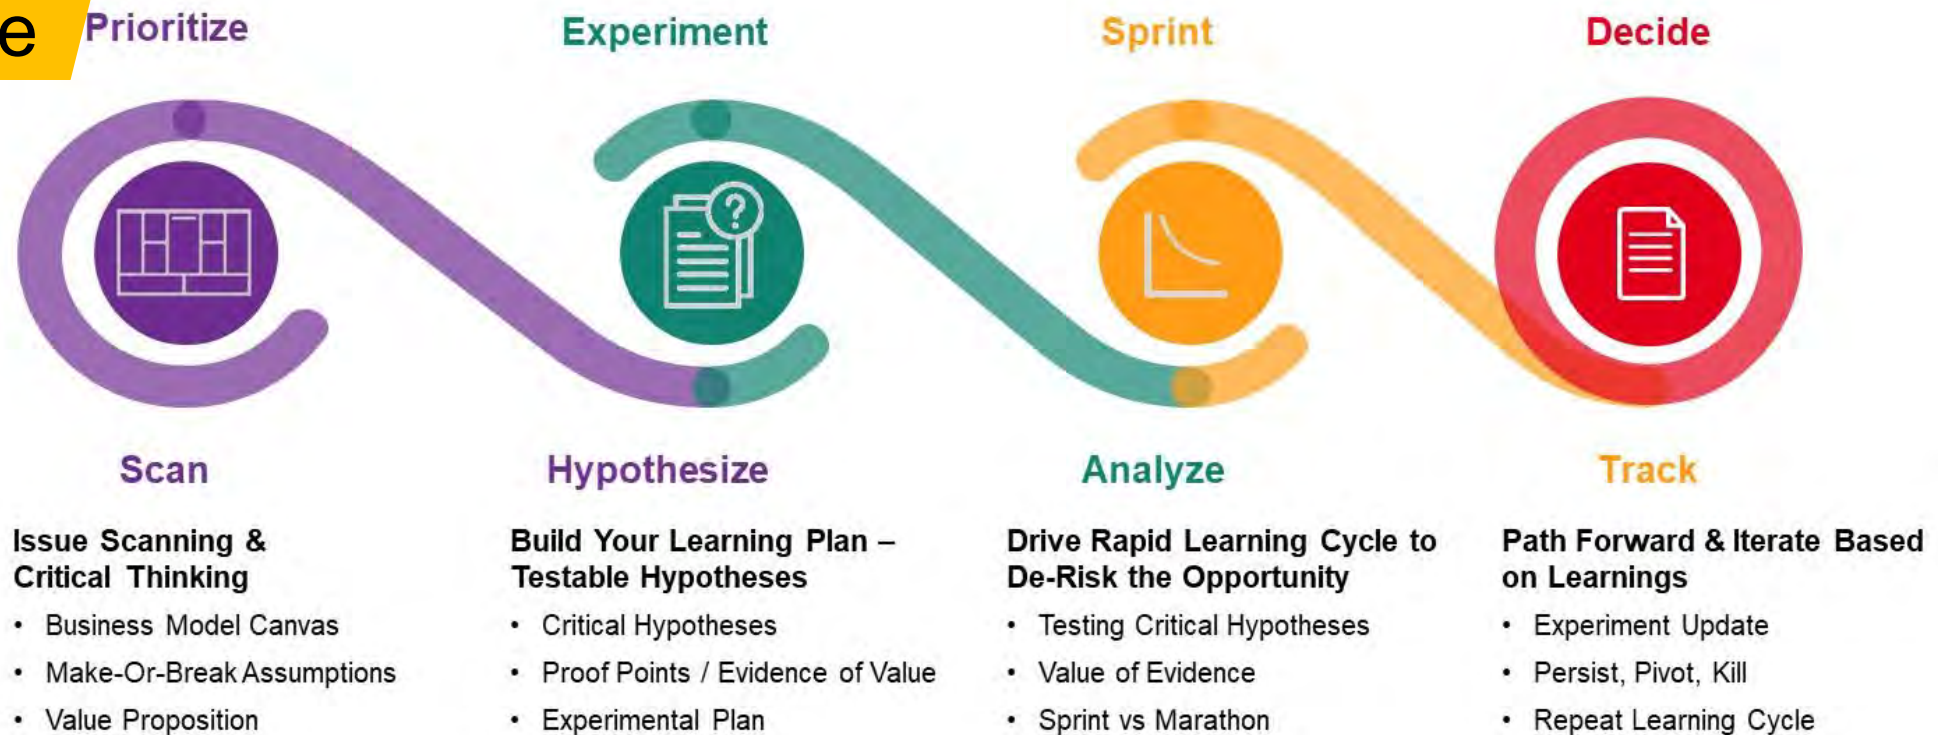 e
Prioritize
Experiment
Sprint
Decide
?
Scan
Hypothesize
Analyze
Track
Issue Scanning &
Critical Thinking
• Business Model Canvas
• Make-Or-Break Assumptions
• Value Proposition
Build Your Learning Plan –
Testable Hypotheses
• Critical Hypotheses
• Proof Points / Evidence of Value
• Experimental Plan
Drive Rapid Learning Cycle to
De-Risk the Opportunity
• Testing Critical Hypotheses
• Value of Evidence
• Sprint vs Marathon
Path Forward & Iterate Based
on Learnings
• Experiment Update
• Persist, Pivot, Kill
• Repeat Learning Cycle